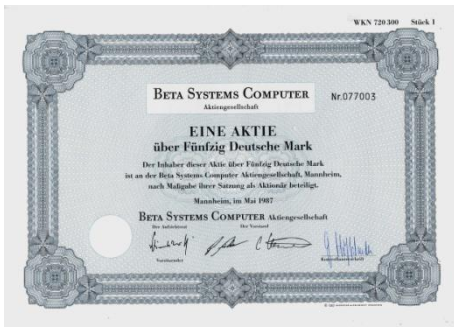 WKN 720300 Stück 1
BETA SYSTEMS COMPUTER
Aktiengesellschaft
Nr.077003
EINE AKTIE
über Fünfzig Deutsche Mark
Der Inhaber dieser Aktie über Fünfzig Deutsche Mark
ist an der Beta Systems Computer Aktiengesellschaft, Mannheim,
nach Maßgabe ihrer Satzung als Aktionär beteiligt.
Mannheim, im Mai 1987
BETA SYSTEMS COMPUTER Aktiengesellschaft
Der Aufsichtsrat Der Vorstand
Vorsitzender